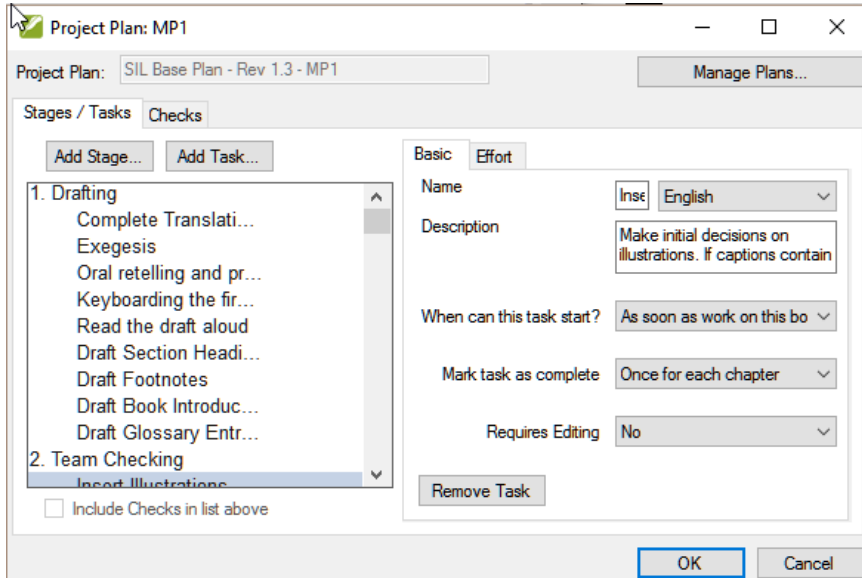 Project Plan: MP1
Project Plan: SIL Base Plan - Rev 1.3 - MP1
Manage Plans...
Stages / Tasks Checks
Add Stage... Add Task...
1. Drafting
Complete Translati...
Exegesis
Oral retelling and pr...
Keyboarding the fir...
Read the draft aloud
Draft Section Headi...
Draft Footnotes
Draft Book Introduc...
Draft Glossary Entr...
2. Team Checking
Insert Illustrations
Include Checks in list above
Basic Effort
Name Inse English
Description Make initial decisions on
illustrations. If captions contain
When can this task start? As soon as work on this bo
Mark task as complete Once for each chapter
Requires Editing No
Remove Task
OK Cancel